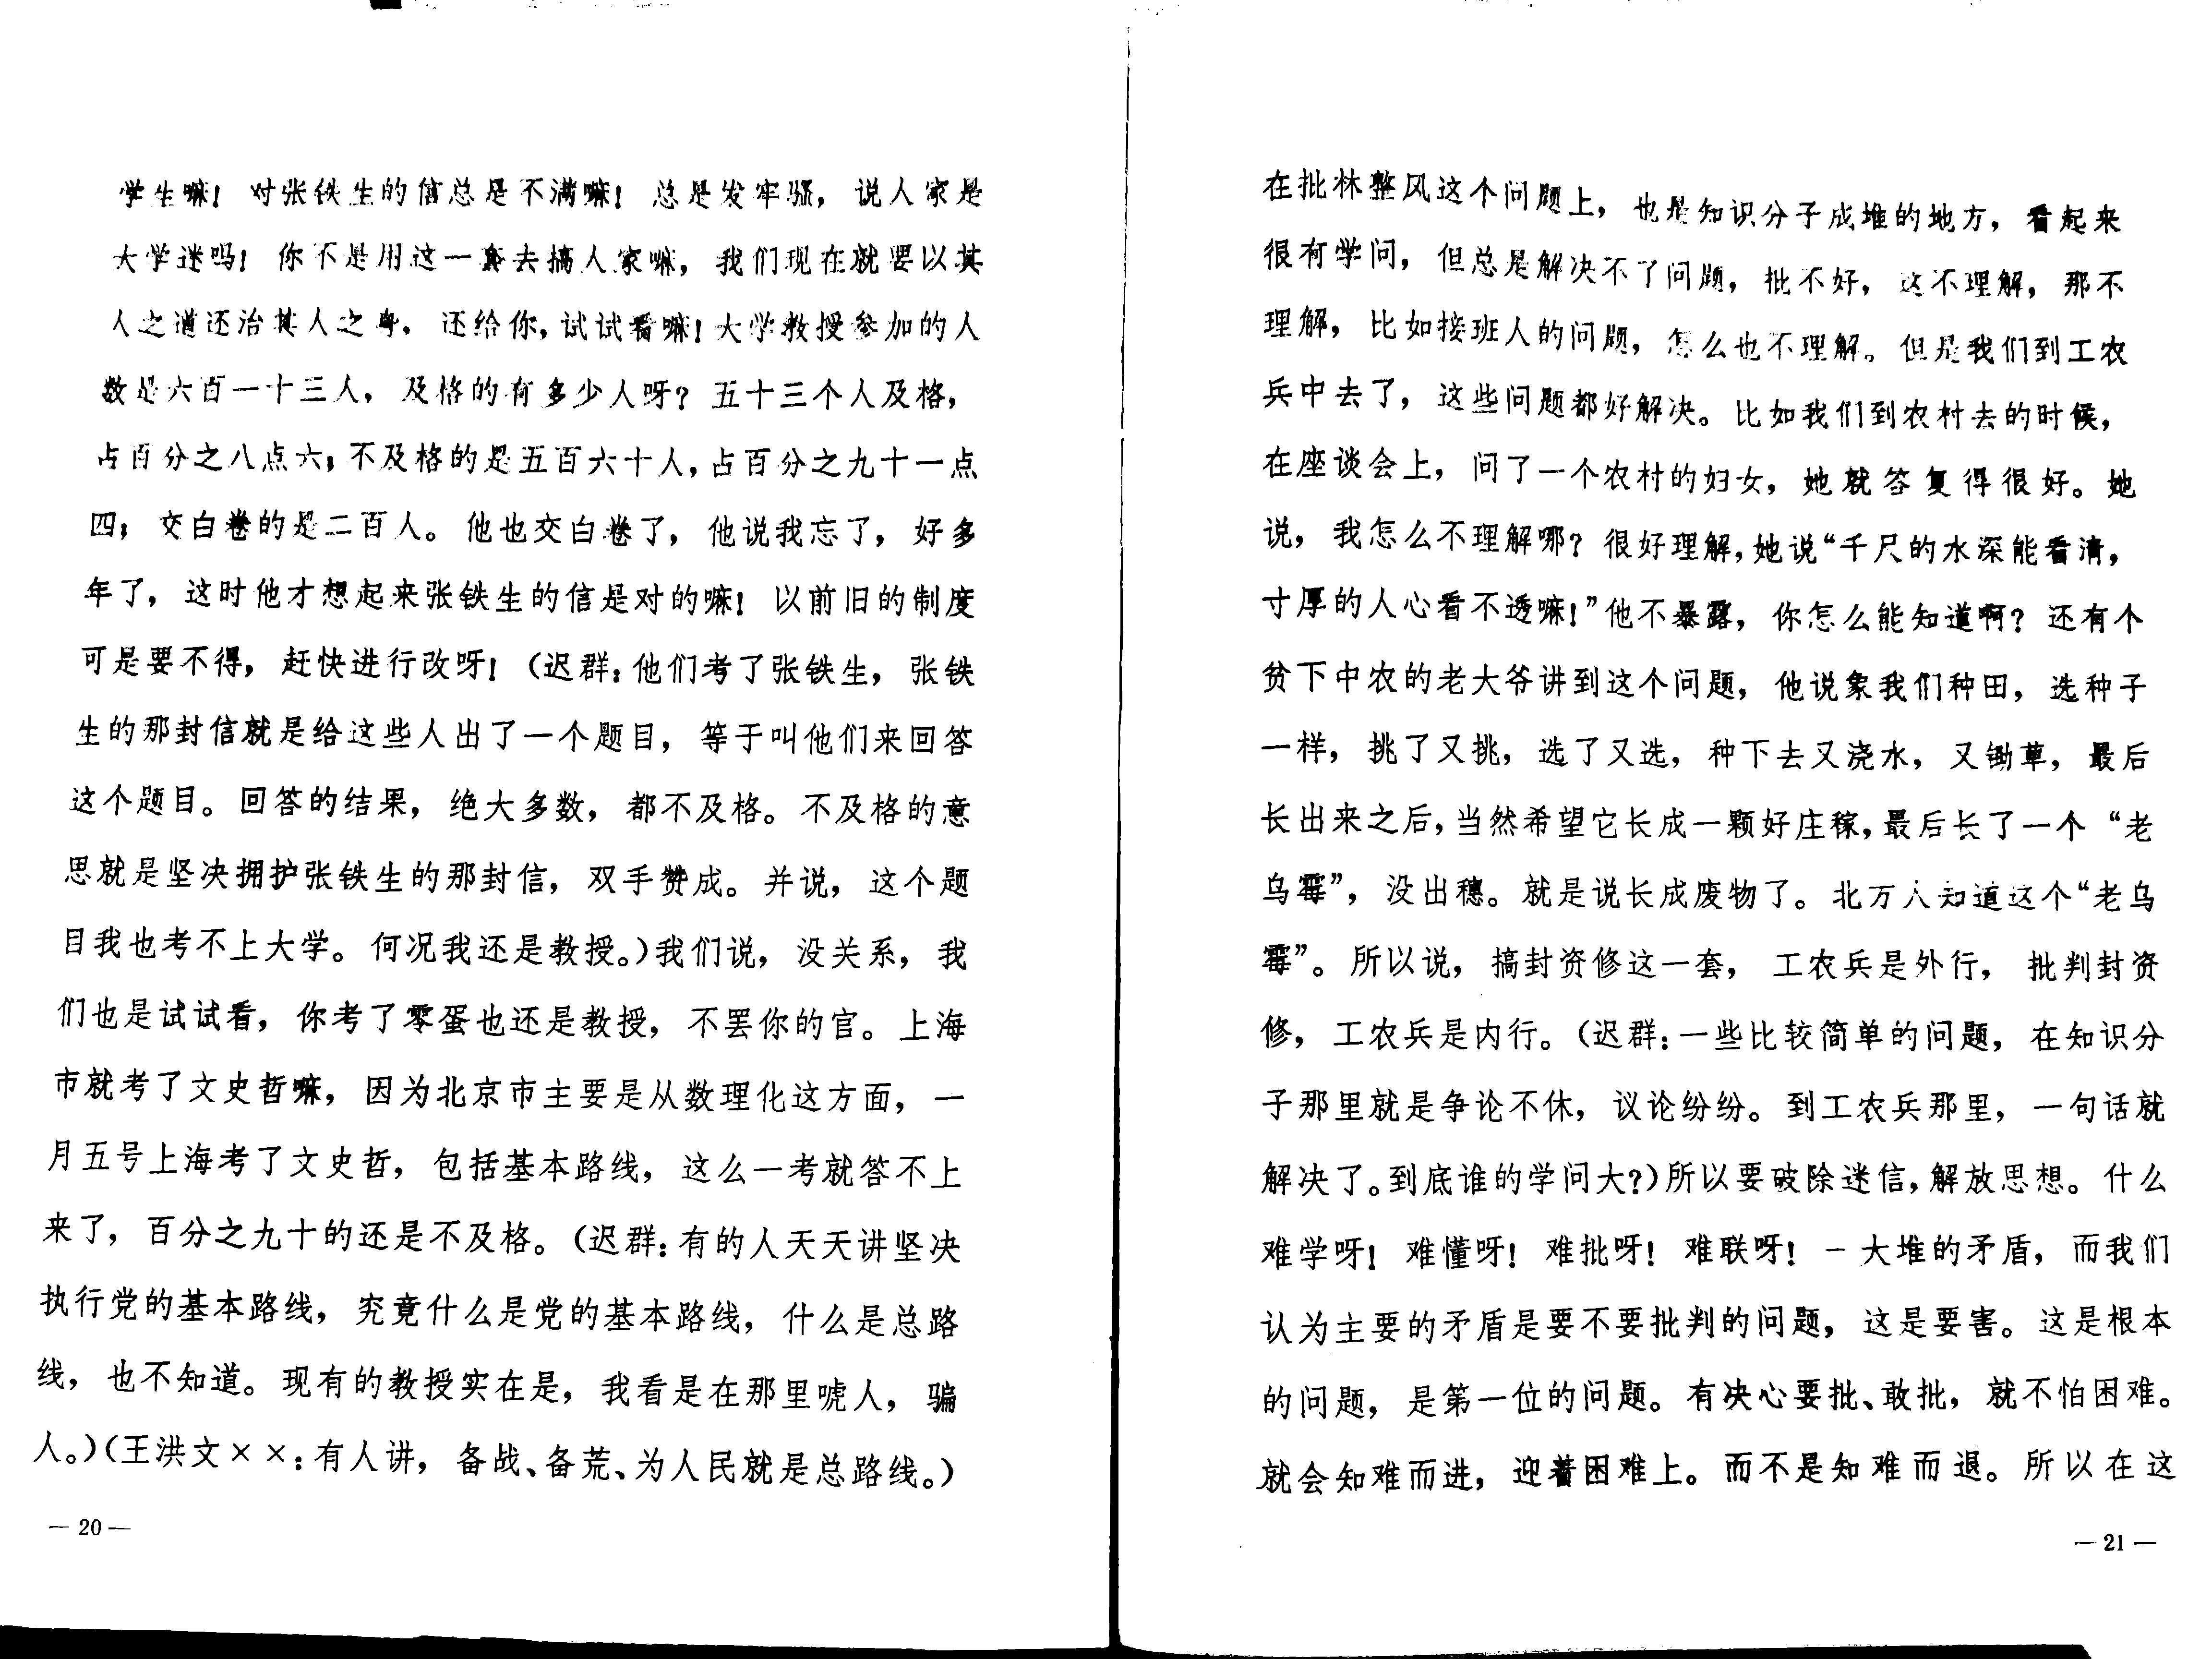 学生嘛！对张铁生的信总是不满嘛！总是发牢骚，说人家是
大学迷吗！你不是用这一套去搞人家嘛，我们现在就要以其
人之道还治其人之身，还给你，试试看嘛！大学教授参加的人
数是六百一十三人，及格的有多少人呀？五十三个人及格，
占百分之八点六；不及格的是五百六十人，占百分之九十一点
四；交白卷的是二百人。他也交白卷了，他说我忘了，好多
年了，这时他才想起来张铁生的信是对的嘛！以前旧的制度
可是要不得，赶快进行改呀！（迟群：他们考了张铁生，张铁
生的那封信就是给这些人出了一个题目，等于叫他们来回答
这个题目。回答的结果，绝大多数，都不及格。不及格的意
思就是坚决拥护张铁生的那封信，双手赞成。并说，这个题
目我也考不上大学。何况我还是教授。）我们说，没关系，我
们也是试试看，你考了零蛋也还是教授，不罢你的官。上海
市就考了文史哲嘛，因为北京市主要是从数理化这方面，一
月五号上海考了文史哲，包括基本路线，这么一考就答不上
来了，百分之九十的还是不及格。（迟群：有的人天天讲坚决
执行党的基本路线，究竟什么是党的基本路线，什么是总路
线，也不知道。现有的教授实在是，我看是在那里唬人，骗
人。）（王洪文××：有人讲，备战、备荒、为人民就是总路线。）
— 20 —
在批林整风这个问题上，也是知识分子成堆的地方，看起来
很有学问，但总是解决不了问题，批不好，这不理解，那不
理解，比如接班人的问题，怎么也不理解。但是我们到工农
兵中去了，这些问题都好解决。比如我们到农村去的时候，
在座谈会上，问了一个农村的妇女，她就答复得很好。她
说，我怎么不理解哪？很好理解，她说“千尺的水深能看清，
寸厚的人心看不透嘛！”他不暴露，你怎么能知道啊？还有个
贫下中农的老大爷讲到这个问题，他说象我们种田，选种子
一样，挑了又挑，选了又选，种下去又浇水，又锄草，最后
长出来之后，当然希望它长成一颗好庄稼，最后长了一个“老
乌霉”，没出穗。就是说长成废物了。北方人知道这个“老乌
霉”。所以说，搞封资修这一套，工农兵是外行，批判封资
修，工农兵是内行。（迟群：一些比较简单的问题，在知识分
子那里就是争论不休，议论纷纷。到工农兵那里，一句话就
解决了。到底谁的学问大？）所以要破除迷信，解放思想。什么
难学呀！难懂呀！难批呀！难联呀！一大堆的矛盾，而我们
认为主要的矛盾是要不要批判的问题，这是要害。这是根本
的问题，是第一位的问题。有决心要批、敢批，就不怕困难。
就会知难而进，迎着困难上。而不是知难而退。所以在这
— 21 —